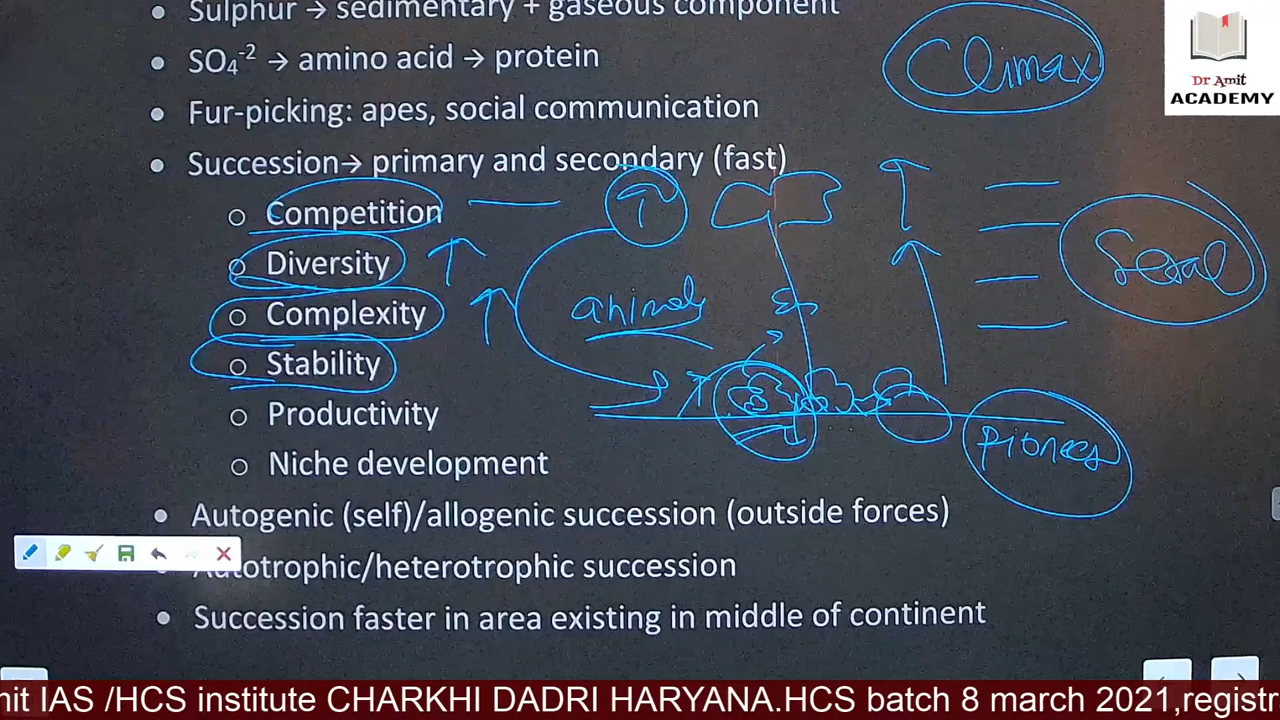 Sulphur → sedimentary + gaseous component
SO₄⁻² → amino acid → protein
Fur-picking: apes, social communication
Succession→ primary and secondary (fast)
Competition
Diversity
Complexity
Stability
Productivity
Niche development
Autogenic (self)/allogenic succession (outside forces)
Autotrophic/heterotrophic succession
Succession faster in area existing in middle of continent
Climax
animals
Seral
Dr Amit
ACADEMY
mit IAS /HCS institute CHARKHI DADRI HARYANA.HCS batch 8 march 2021,registr